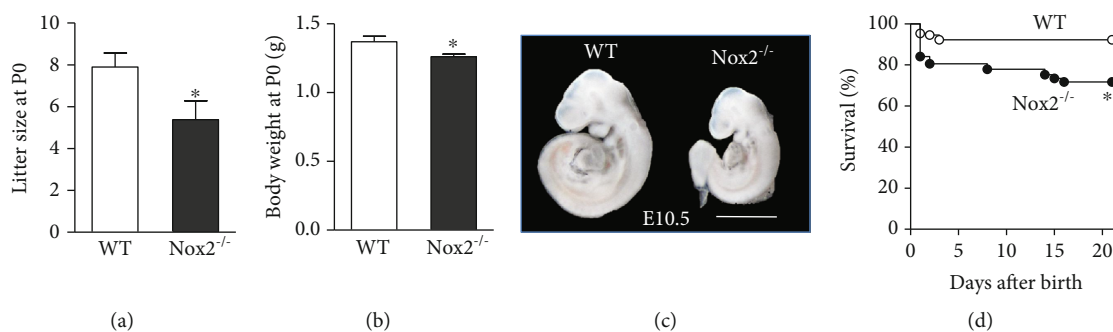 10
8
6
4
2
0
Litter size at P0
*
WT
Nox2-/-
(a)
1.5
1.0
1.5
0.0
Body weight at P0 (g)
*
WT
Nox2-/-
(b)
WT
Nox2-/-
E10.5
(c)
100
80
60
80
20
0
Survival (%)
WT
Nox2-/-
*
0
5
10
15
20
Days after birth
(d)